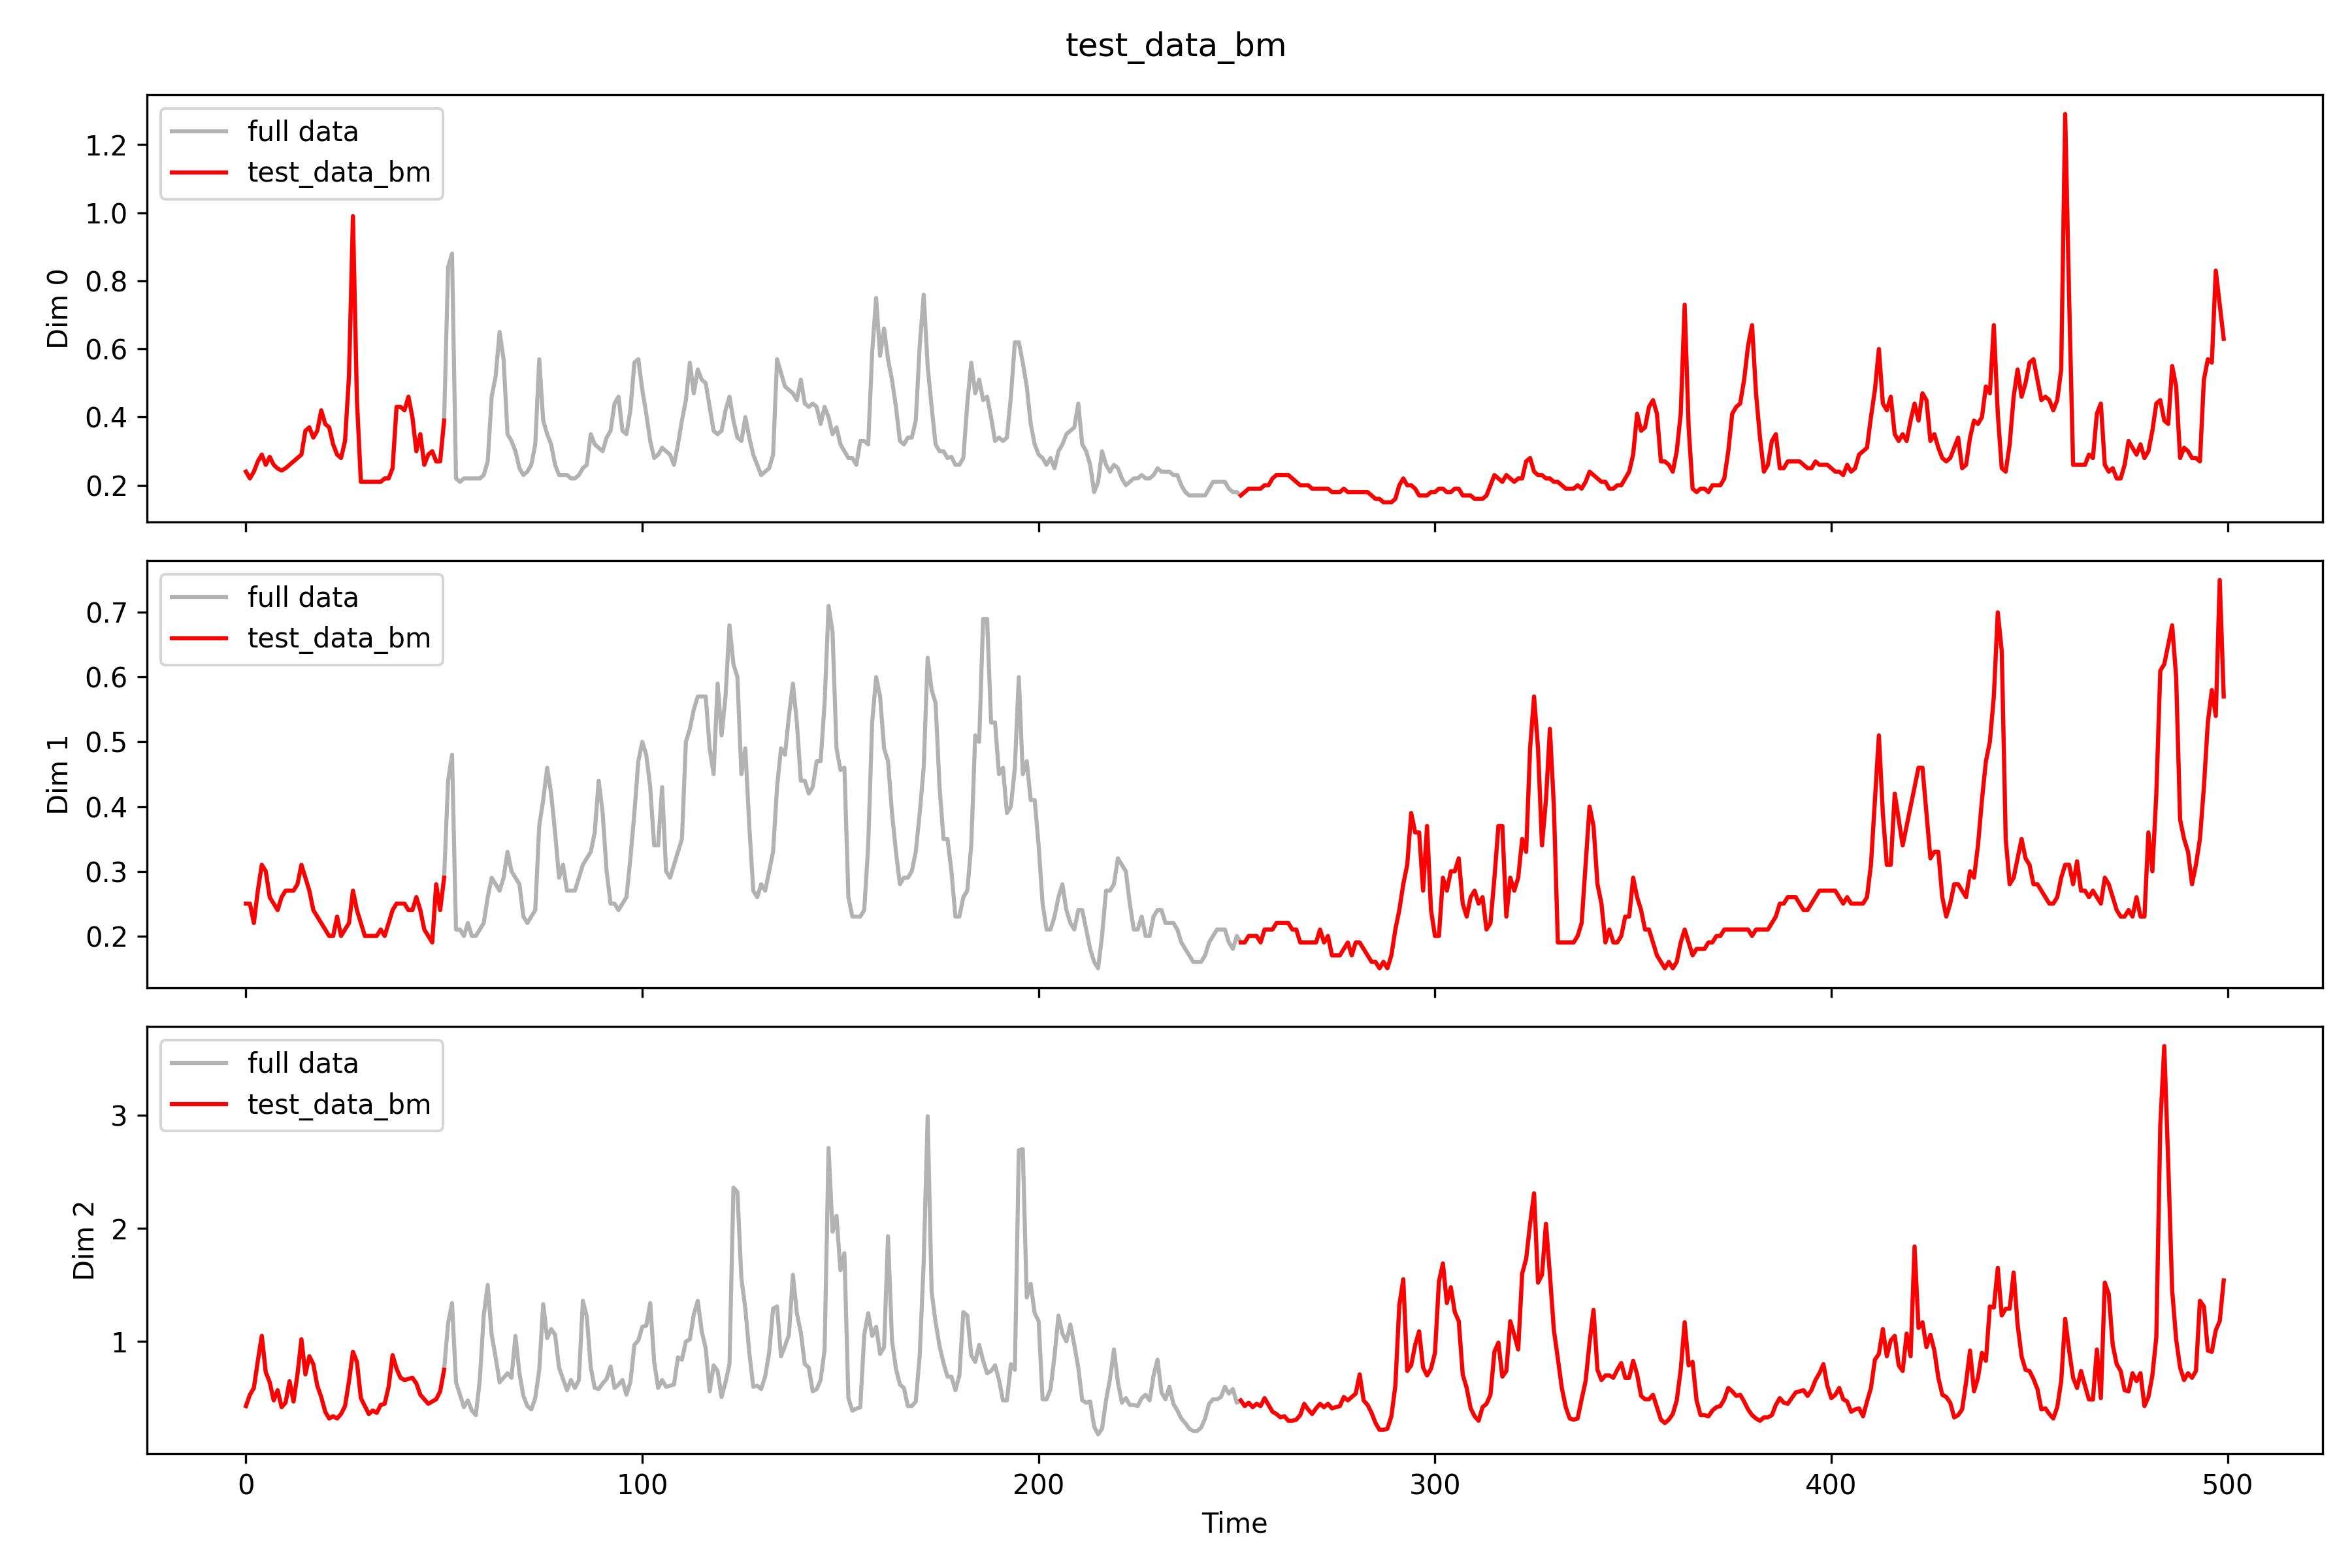 test_data_bm
full data
test_data_bm
1.2
1.0
0.8
0.6
0.4
0.2
Dim 0
full data
test_data_bm
0.7
0.6
0.5
0.4
0.3
0.2
Dim 1
full data
test_data_bm
3
2
1
Dim 2
0 100 200 300 400 500
Time